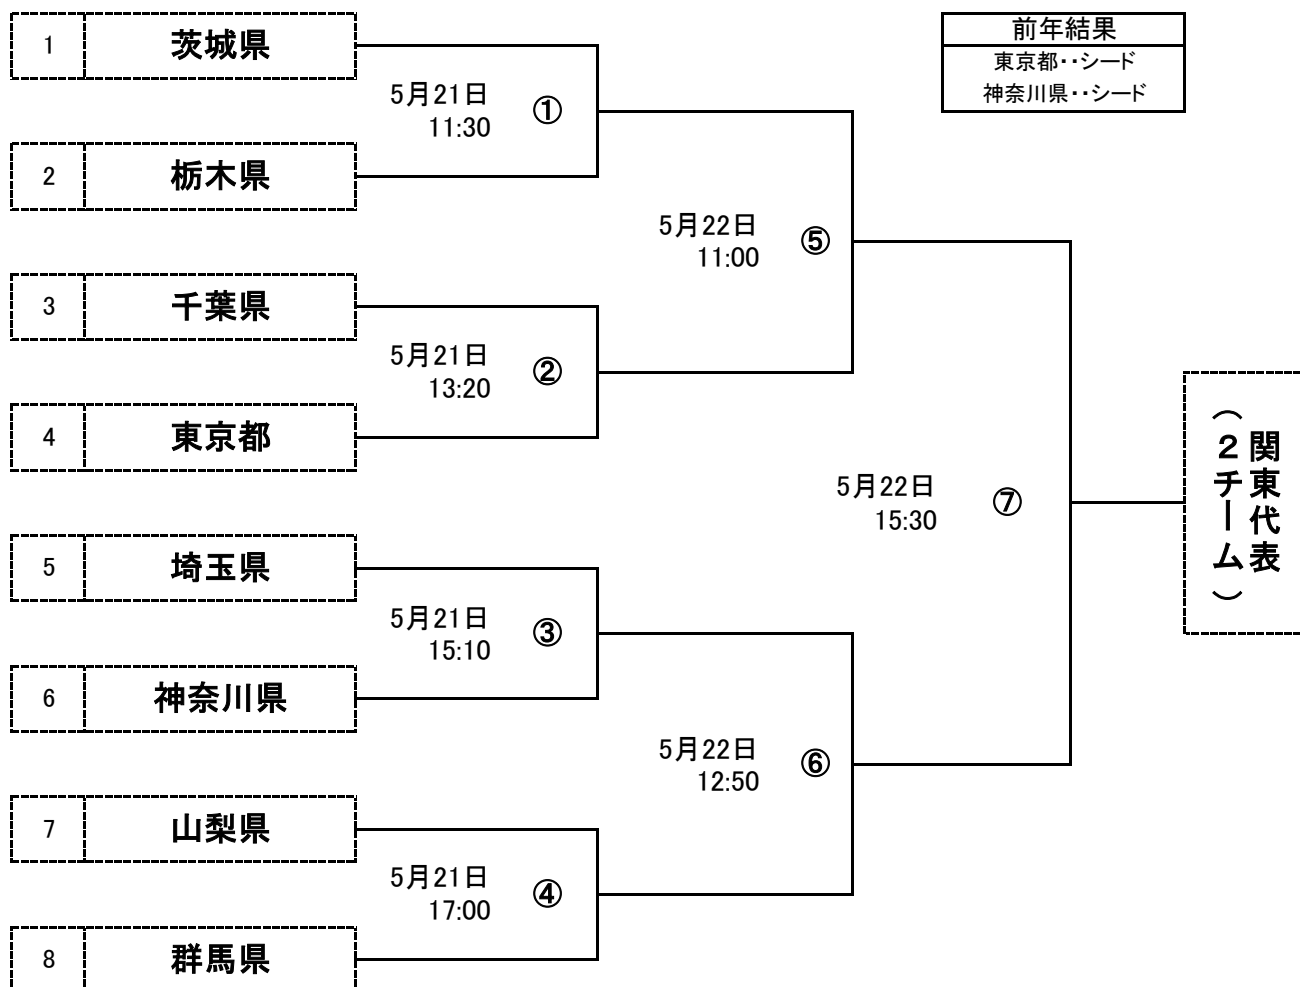 1 茨城県
5月21日
11:30
①
2 栃木県
3 千葉県
5月21日
13:20
②
4 東京都
5 埼玉県
5月21日
15:10
③
6 神奈川県
7 山梨県
5月21日
17:00
④
8 群馬県
5月22日
11:00
⑤
5月22日
12:50
⑥
5月22日
15:30
⑦
関東代表
（２チーム）
前年結果
東京都・・シード
神奈川県・・シード